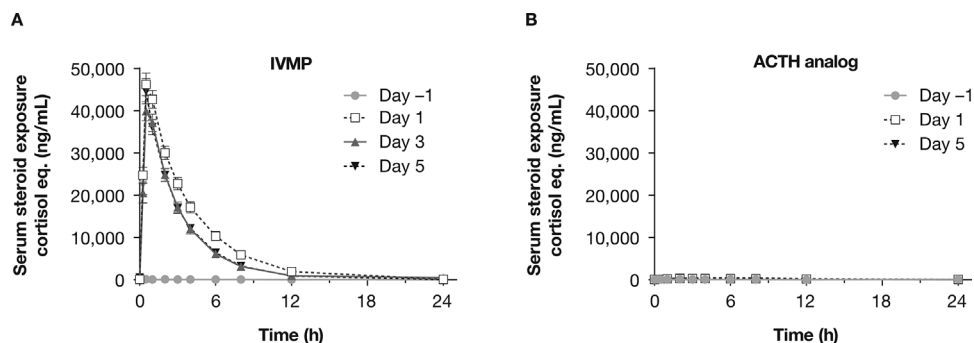 A
IVMP
Serum steroid exposure
cortisol eq. (ng/mL)
50,000
40,000
30,000
20,000
10,000
0
0
6
12
18
24
Time (h)
Day –1
Day 1
Day 3
Day 5
B
ACTH analog
Serum steroid exposure
cortisol eq. (ng/mL)
50,000
40,000
30,000
20,000
10,000
0
0
6
12
18
24
Time (h)
Day –1
Day 1
Day 5